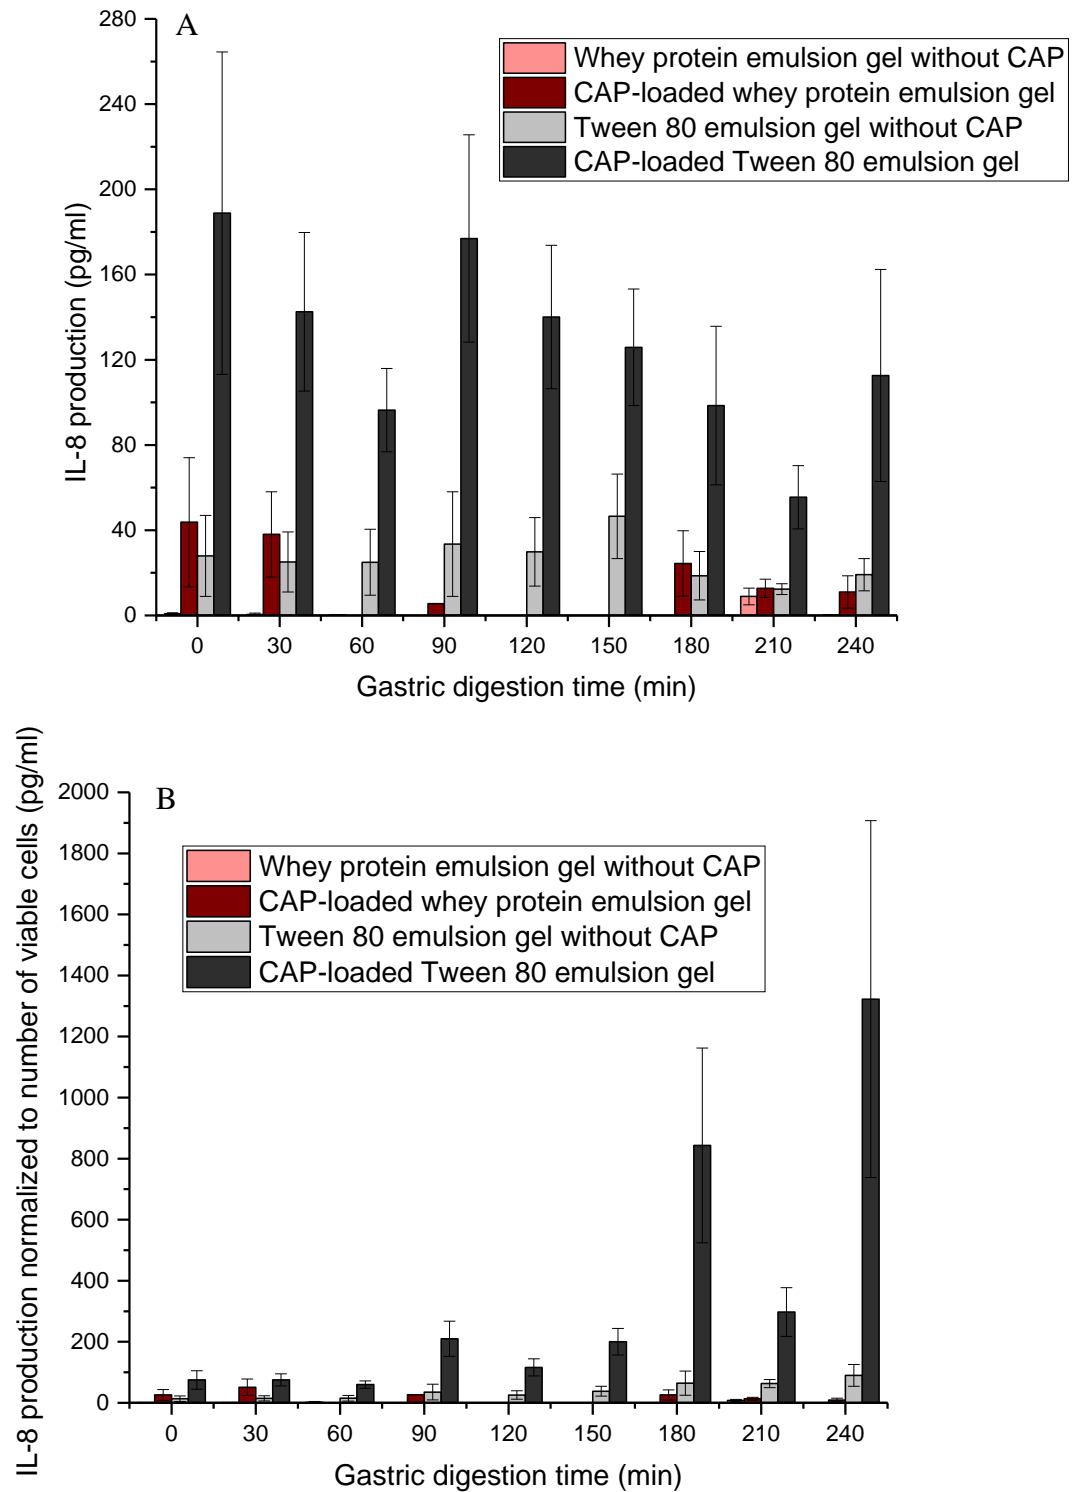 A
280
240
200
160
120
80
40
0
IL-8 production (pg/ml)
Whey protein emulsion gel without CAP
CAP-loaded whey protein emulsion gel
Tween 80 emulsion gel without CAP
CAP-loaded Tween 80 emulsion gel
0 30 60 90 120 150 180 210 240
Gastric digestion time (min)
B
2000
1800
1600
1400
1200
1000
800
600
400
200
0
IL-8 production normalized to number of viable cells (pg/ml)
Whey protein emulsion gel without CAP
CAP-loaded whey protein emulsion gel
Tween 80 emulsion gel without CAP
CAP-loaded Tween 80 emulsion gel
0 30 60 90 120 150 180 210 240
Gastric digestion time (min)